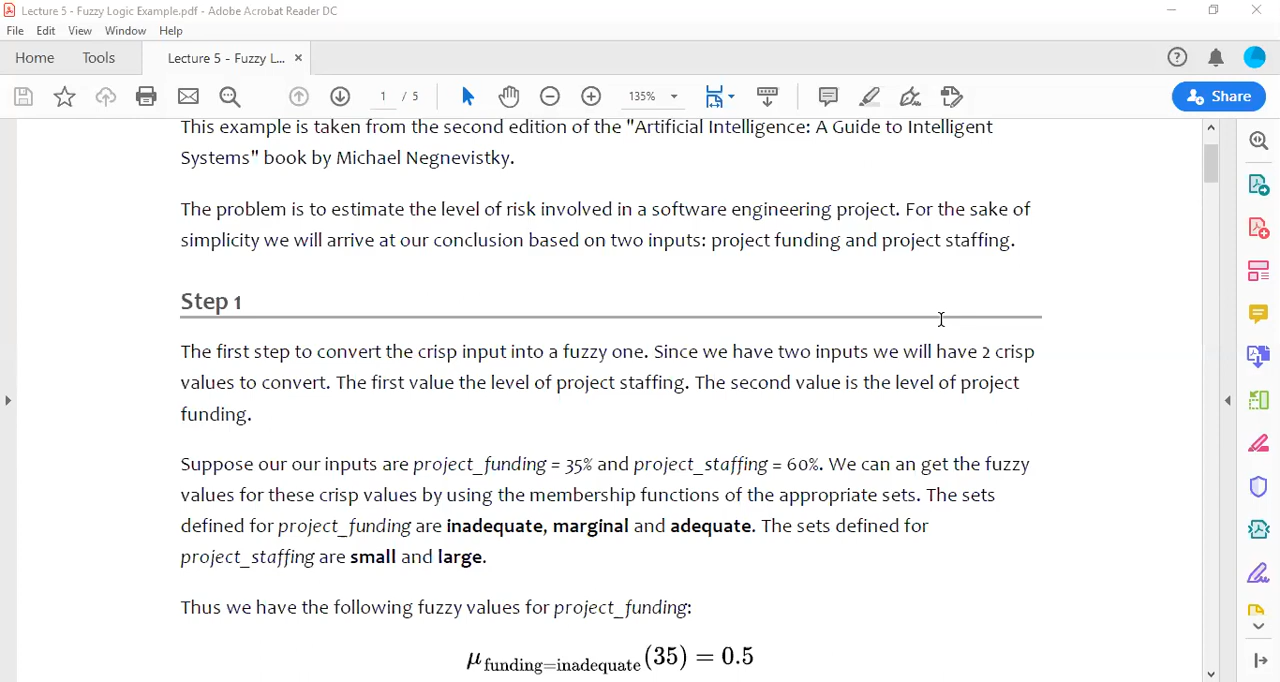 Lecture 5 - Fuzzy Logic Example.pdf - Adobe Acrobat Reader DC
File Edit View Window Help
Home Tools Lecture 5 - Fuzzy L... ×
1 / 5 135% Share
This example is taken from the second edition of the "Artificial Intelligence: A Guide to Intelligent
Systems" book by Michael Negnevistky.
The problem is to estimate the level of risk involved in a software engineering project. For the sake of
simplicity we will arrive at our conclusion based on two inputs: project funding and project staffing.
Step 1
The first step to convert the crisp input into a fuzzy one. Since we have two inputs we will have 2 crisp
values to convert. The first value the level of project staffing. The second value is the level of project
funding.
Suppose our our inputs are project_funding = 35% and project_staffing = 60%. We can an get the fuzzy
values for these crisp values by using the membership functions of the appropriate sets. The sets
defined for project_funding are inadequate, marginal and adequate. The sets defined for
project_staffing are small and large.
Thus we have the following fuzzy values for project_funding:
μ funding=inadequate (35) = 0.5